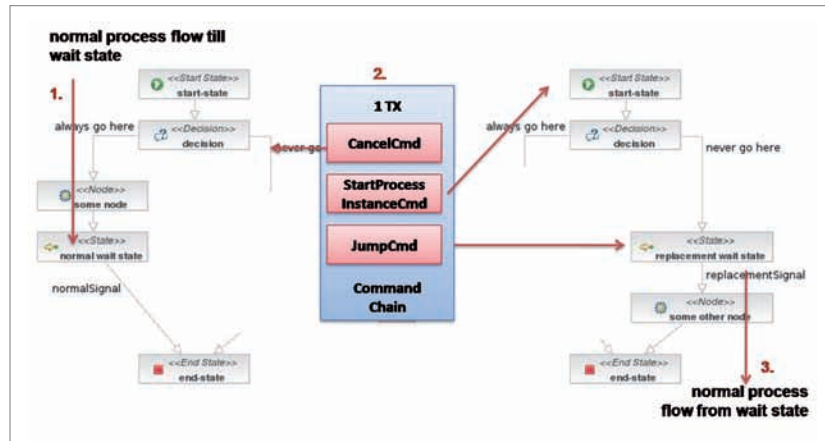 normal process flow till
wait state
1.
<<Start State>>
start-state
always go here
<<Decision>>
decision
<<Node>>
some node
<<State>>
normal wait state
normalSignal
<<End State>>
end-state
2.
1 TX
CancelCmd
StartProcess
InstanceCmd
JumpCmd
Command
Chain
never go
<<Start State>>
start-state
always go here
<<Decision>>
decision
never go here
<<State>>
replacement wait state
replacementSignal
<<Node>>
some other node
<<End State>>
end-state
3.
normal process
flow from wait state